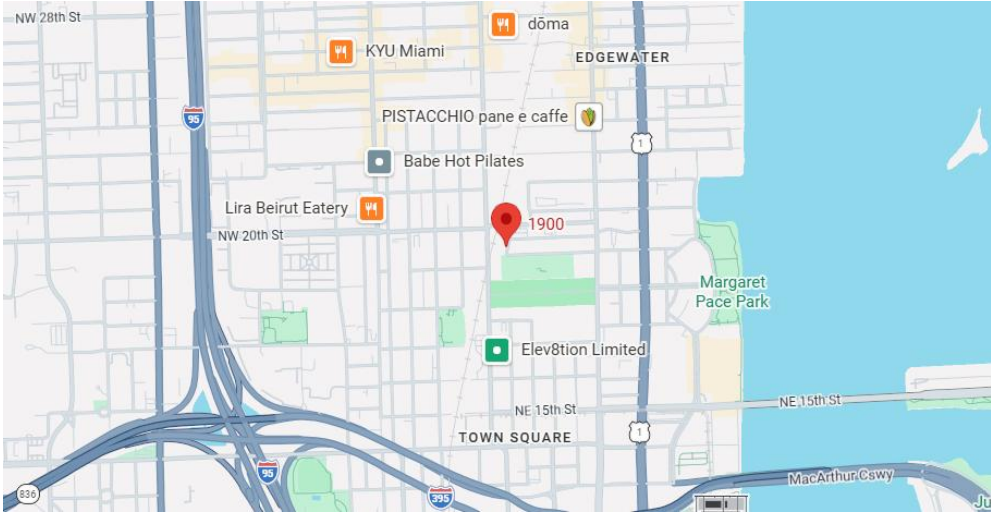 NW 28th St
dōma
KYU Miami
EDGEWATER
95
PISTACCHIO pane e caffe
1
Babe Hot Pilates
Lira Beirut Eatery
1900
NW 20th St
Margaret
Pace Park
Elev8tion Limited
NE 15th St
NE 15th St
TOWN SQUARE
1
95
MacArthur Cswy
836
395
Ju